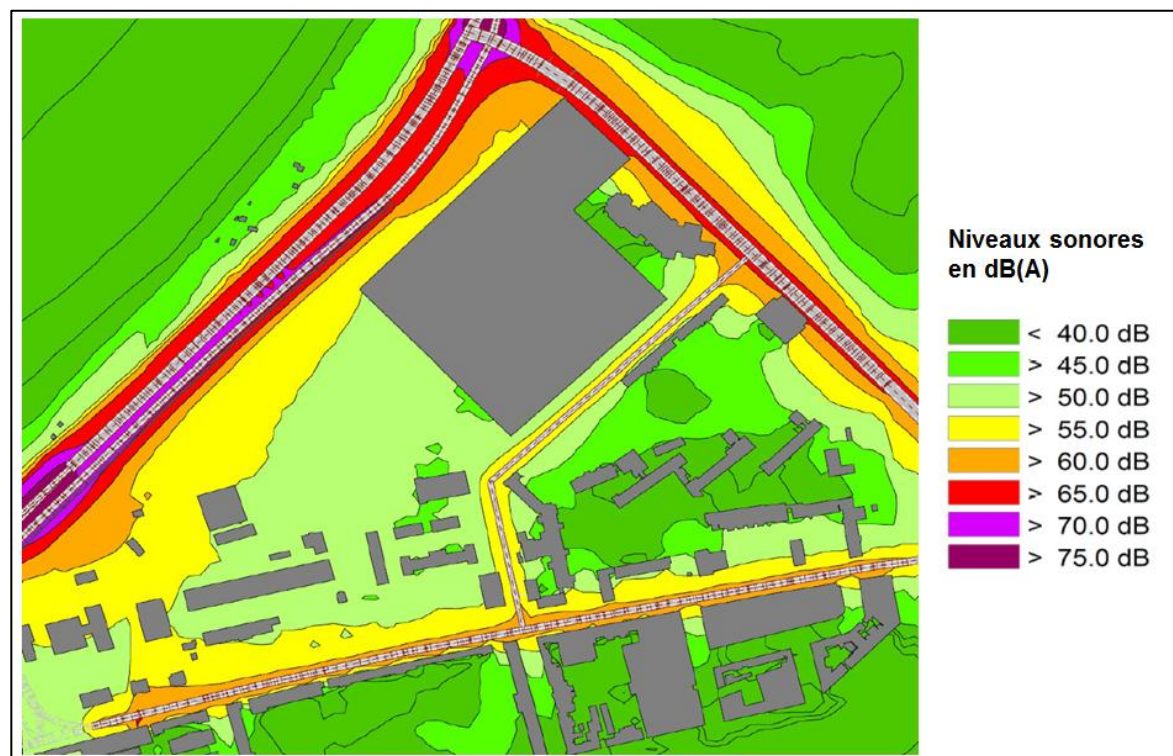 Niveaux sonores
en dB(A)
< 40.0 dB
> 45.0 dB
> 50.0 dB
> 55.0 dB
> 60.0 dB
> 65.0 dB
> 70.0 dB
> 75.0 dB